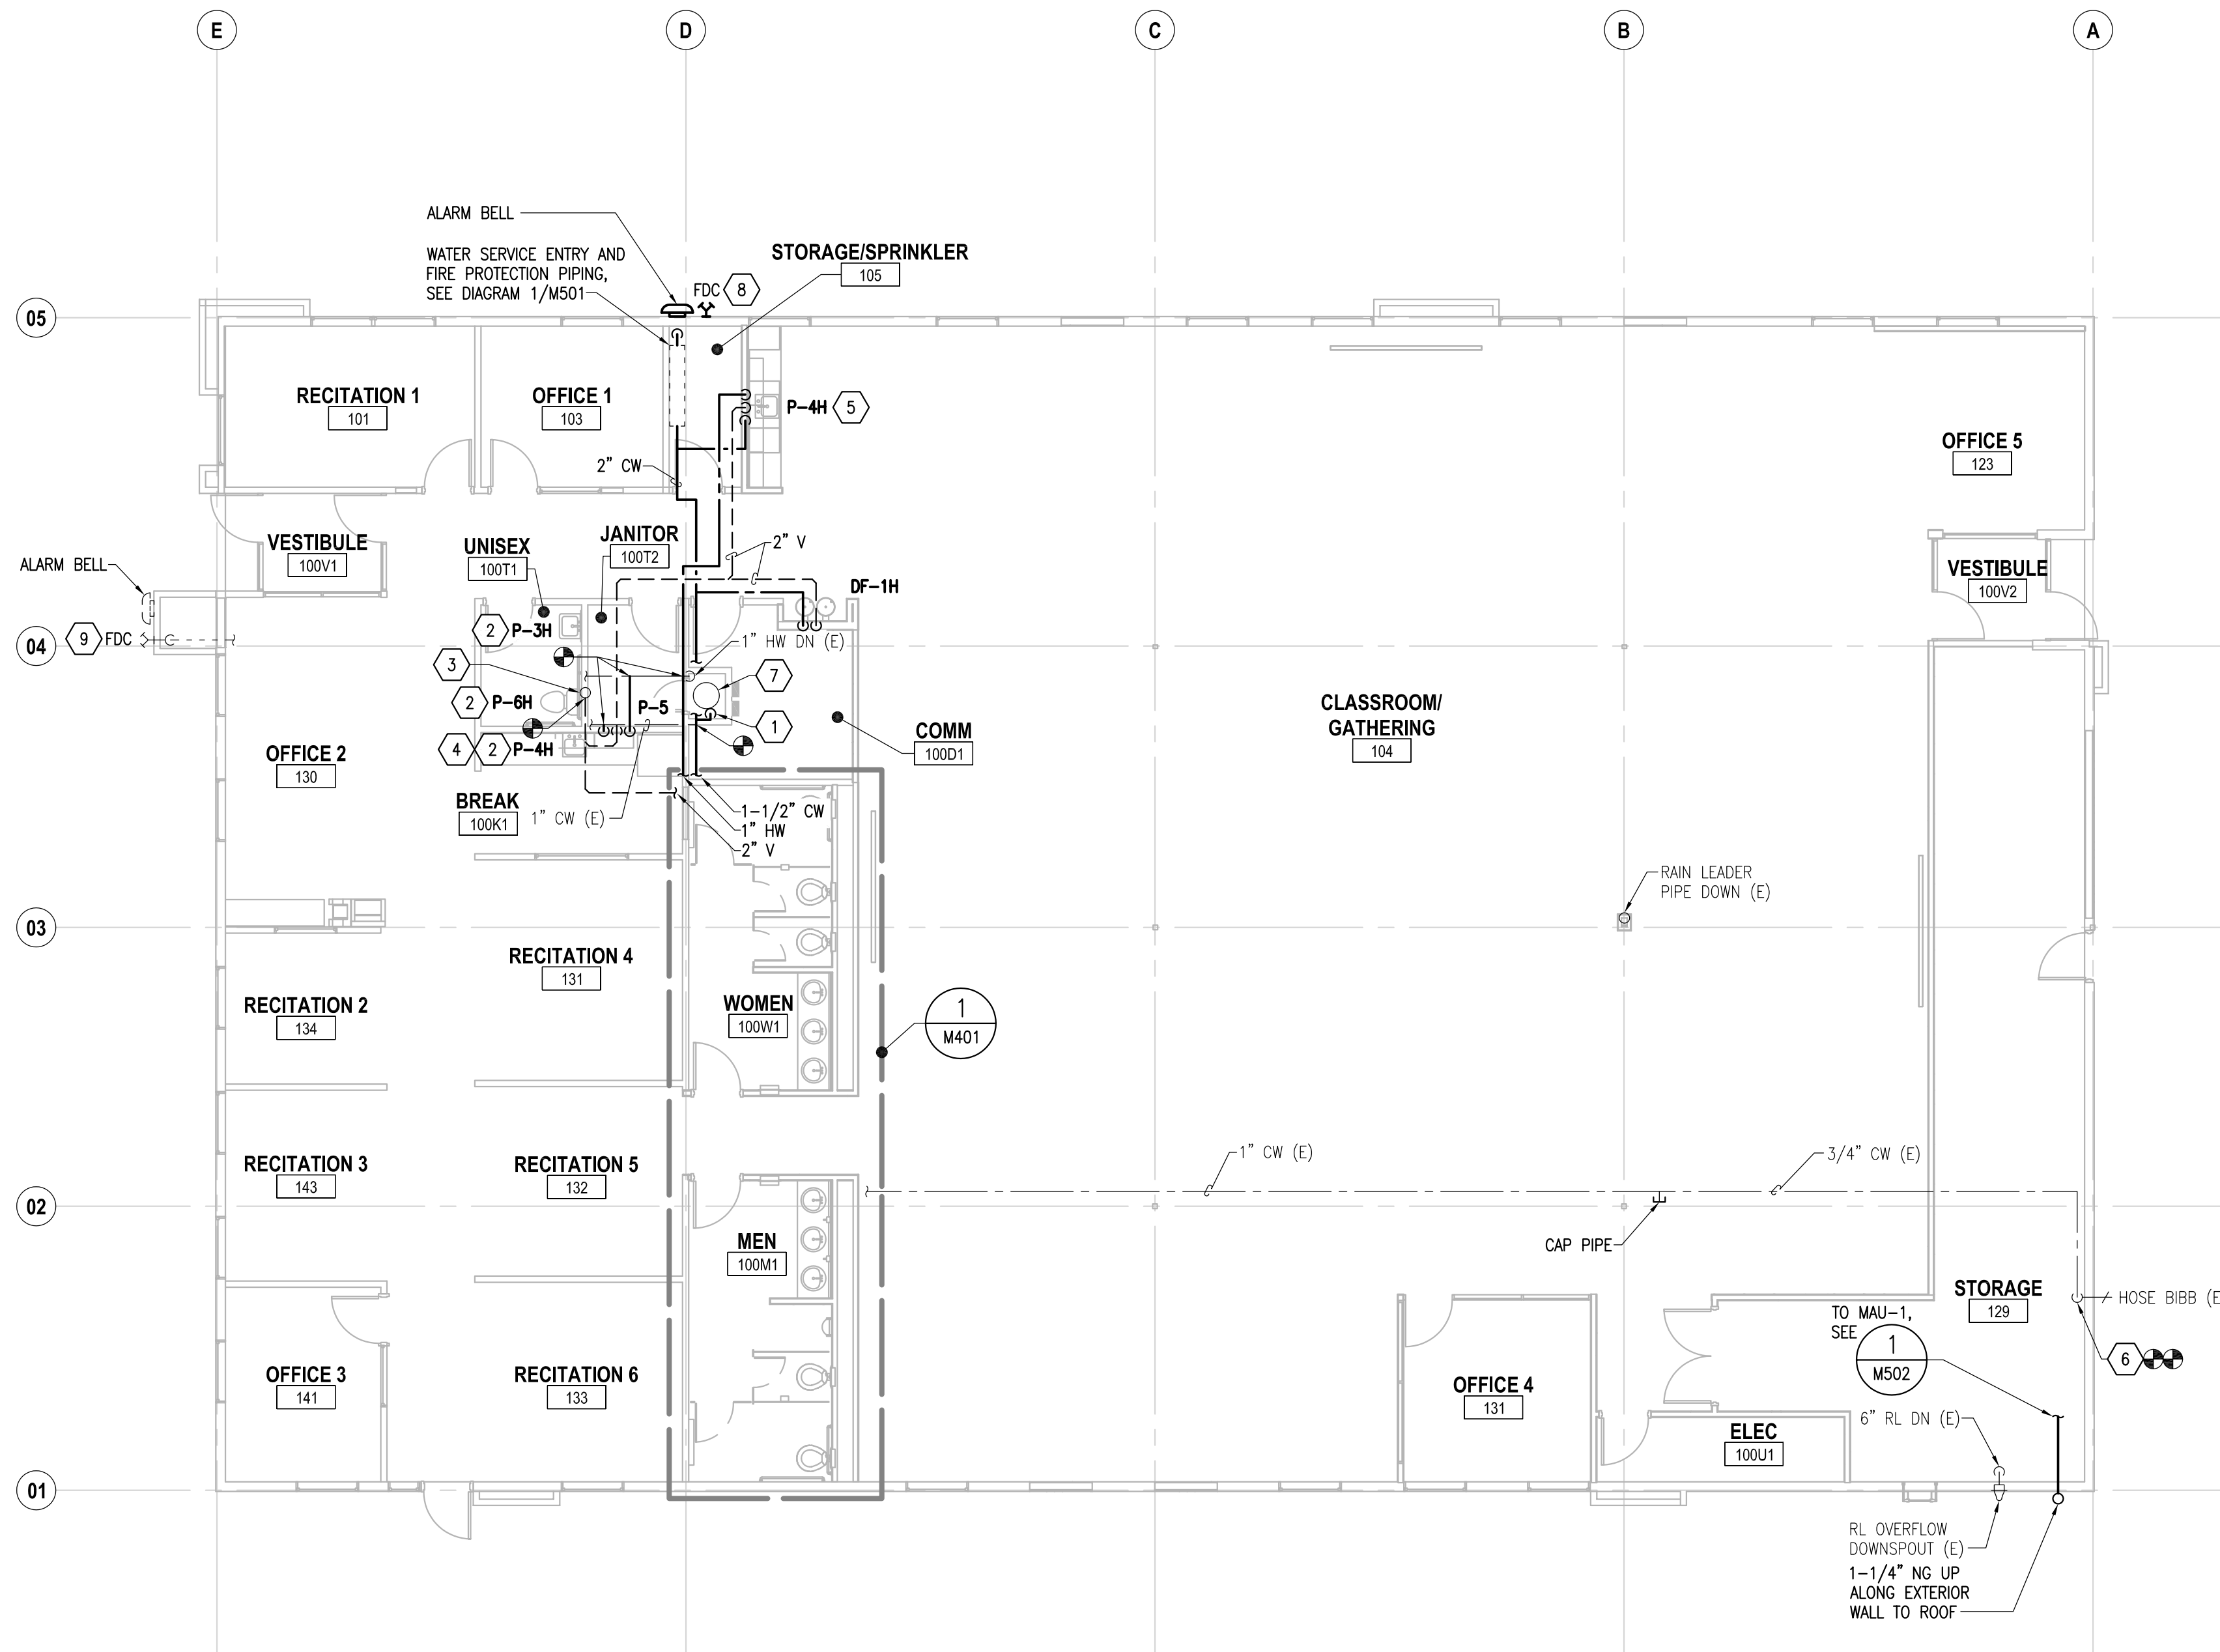 E
D
C
B
A
ALARM BELL
WATER SERVICE ENTRY AND
FIRE PROTECTION PIPING,
SEE DIAGRAM 1/M501
STORAGE/SPRINKLER
105
FDC
8
05
RECITATION 1
101
OFFICE 1
103
P-4H
5
2" CW
OFFICE 5
123
VESTIBULE
100V1
UNISEX
100T1
JANITOR
100T2
2" V
DF-1H
VESTIBULE
100V2
ALARM BELL
9
FDC
04
2
P-3H
1" HW DN (E)
3
7
2
P-6H
P-5
1
4
2
P-4H
COMM
100D1
CLASSROOM/
GATHERING
104
OFFICE 2
130
BREAK
100K1
1" CW (E)
1-1/2" CW
1" HW
2" V
RAIN LEADER
PIPE DOWN (E)
03
RECITATION 4
131
RECITATION 2
134
WOMEN
100W1
1
M401
RECITATION 3
143
RECITATION 5
132
1" CW (E)
3/4" CW (E)
02
MEN
100M1
CAP PIPE
STORAGE
129
HOSE BIBB (E
TO MAU-1,
SEE
1
M502
6
OFFICE 3
141
RECITATION 6
133
OFFICE 4
131
6" RL DN (E)
ELEC
100U1
01
RL OVERFLOW
DOWNSPOUT (E)
1-1/4" NG UP
ALONG EXTERIOR
WALL TO ROOF